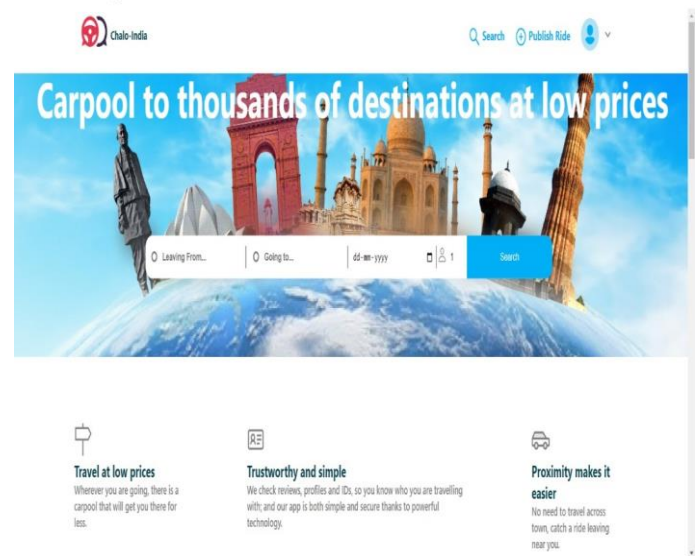 Chalo-India
Search
Publish Ride
Carpool to thousands of destinations at low prices
Leaving From...
Going to...
dd-mm-yyyy
1
Search
Travel at low prices
Wherever you are going, there is a
carpool that will get you there for
less.
Trustworthy and simple
We check reviews, profiles and IDs, so you know who you are travelling
with; and our app is both simple and secure thanks to powerful
technology.
Proximity makes it
easier
No need to travel across
town, catch a ride leaving
near you.